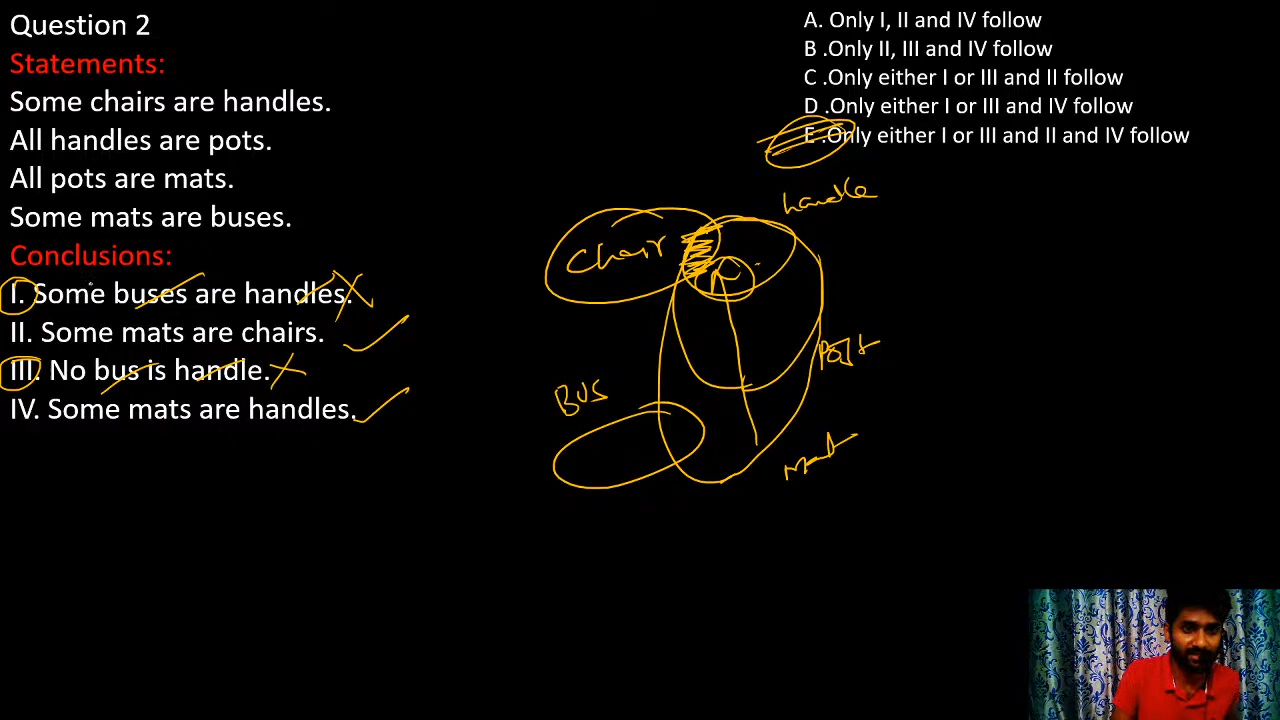 Question 2
Statements:
Some chairs are handles.
All handles are pots.
All pots are mats.
Some mats are buses.
Conclusions:
I. Some buses are handles.
II. Some mats are chairs.
III. No bus is handle.
IV. Some mats are handles.
A. Only I, II and IV follow
B .Only II, III and IV follow
C .Only either I or III and II follow
D .Only either I or III and IV follow
E .Only either I or III and II and IV follow
handle
chair
BUS